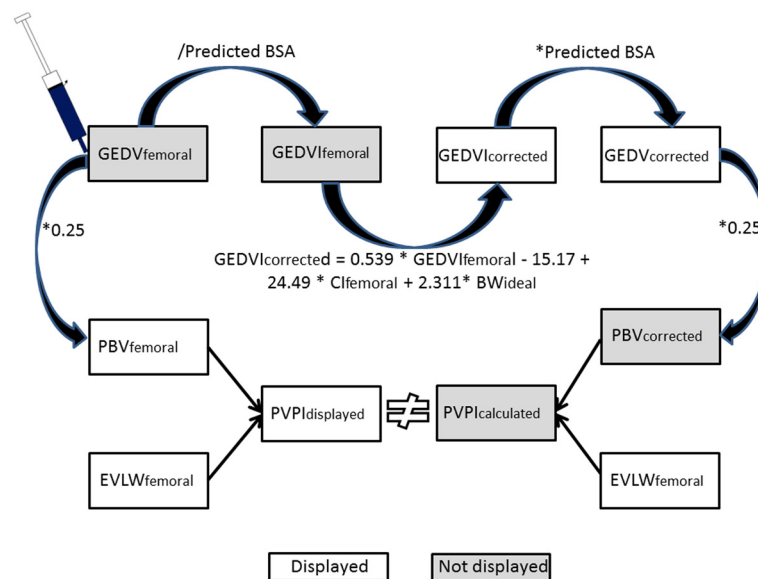 /Predicted BSA
*Predicted BSA
GEDVfemoral
GEDVIfemoral
GEDVIcorrected
GEDVcorrected
*0.25
*0.25
GEDVIcorrected = 0.539 * GEDVIfemoral - 15.17 +
24.49 * CIfemoral + 2.311* BWideal
PBVfemoral
PBVcorrected
PVPIdisplayed
≠
PVPIcalculated
EVLWfemoral
EVLWfemoral
Displayed
Not displayed